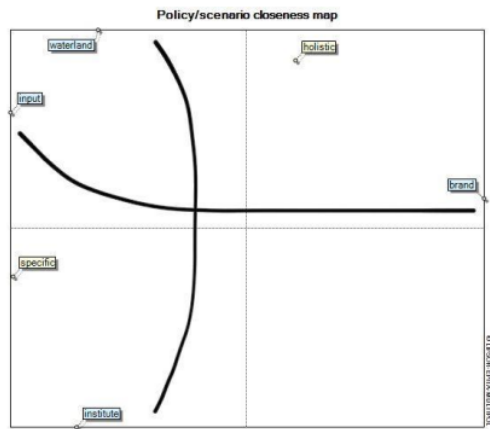 Policy/scenario closeness map
waterland
holistic
input
brand
specific
institute